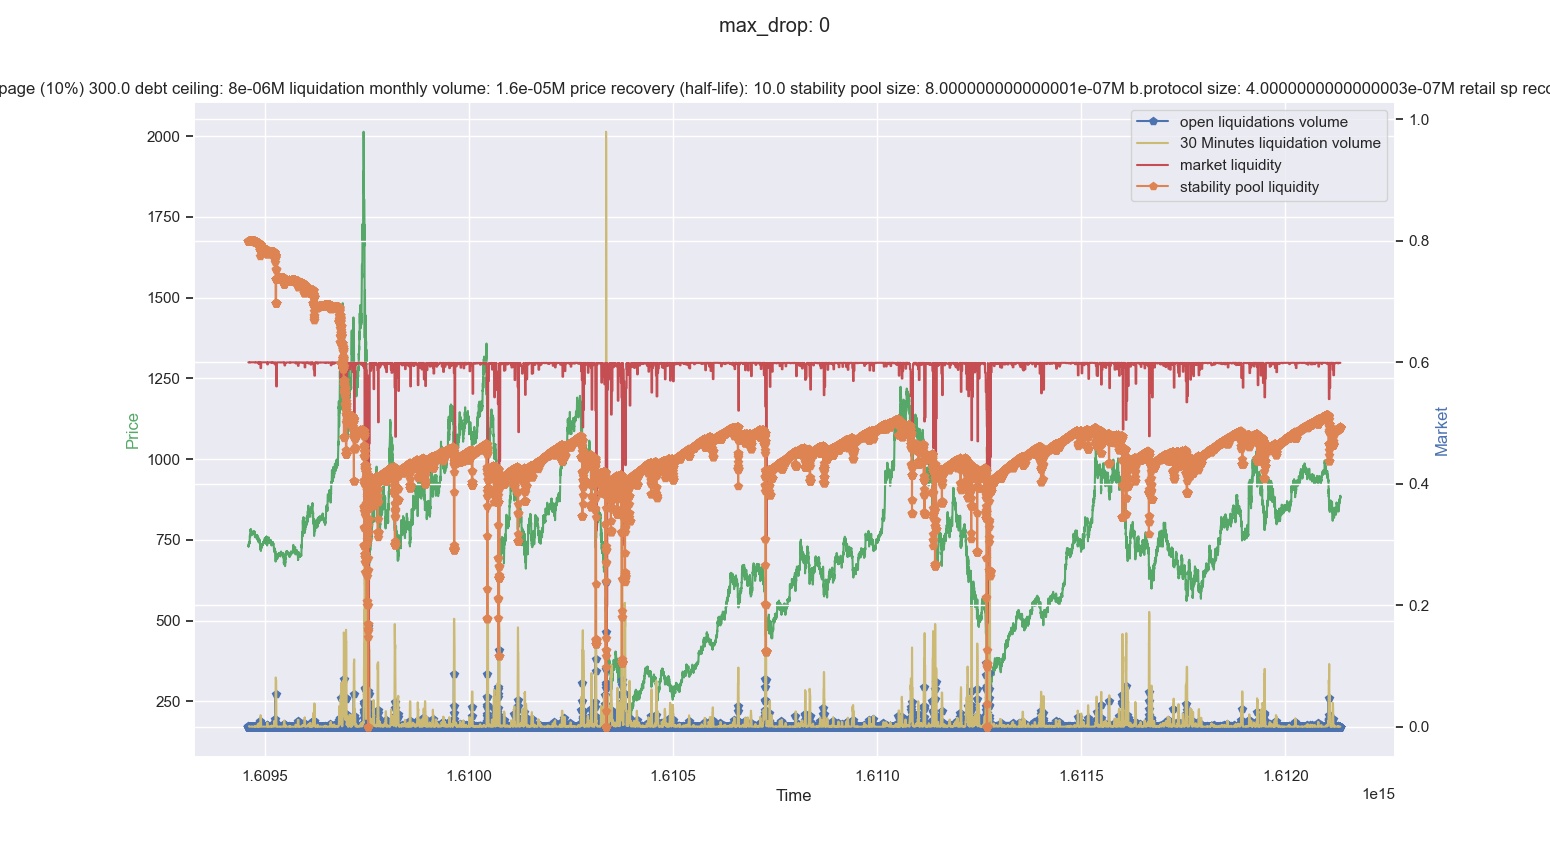 max_drop: 0
page (10%) 300.0 debt ceiling: 8e-06M liquidation monthly volume: 1.6e-05M price recovery (half-life): 10.0 stability pool size: 8.000000000000001e-07M b.protocol size: 4.0000000000000003e-07M retail sp reco
open liquidations volume
30 Minutes liquidation volume
market liquidity
stability pool liquidity
2000
1750
1500
1250
1000
750
500
250
Price
1.0
0.8
0.6
0.4
0.2
0.0
Market
1.6095 1.6100 1.6105 1.6110 1.6115 1.6120
Time
1e15